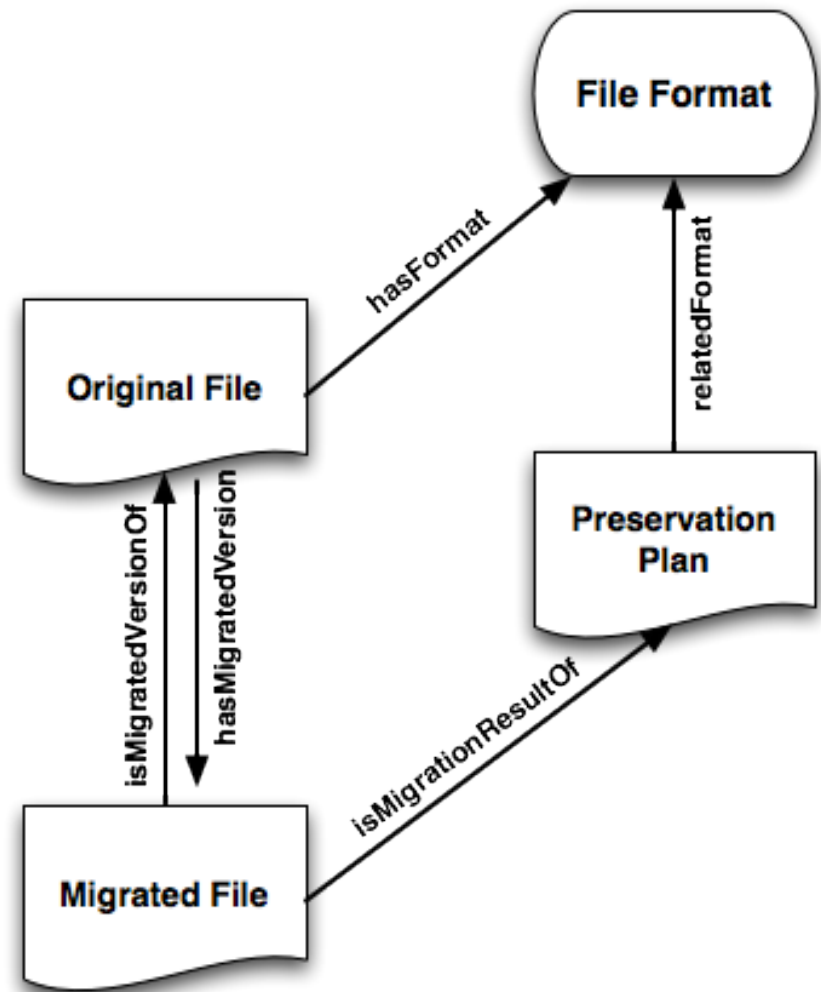 File Format
hasFormat
relatedFormat
Original File
Preservation
Plan
isMigratedVersionOf
hasMigratedVersion
isMigrationResultOf
Migrated File